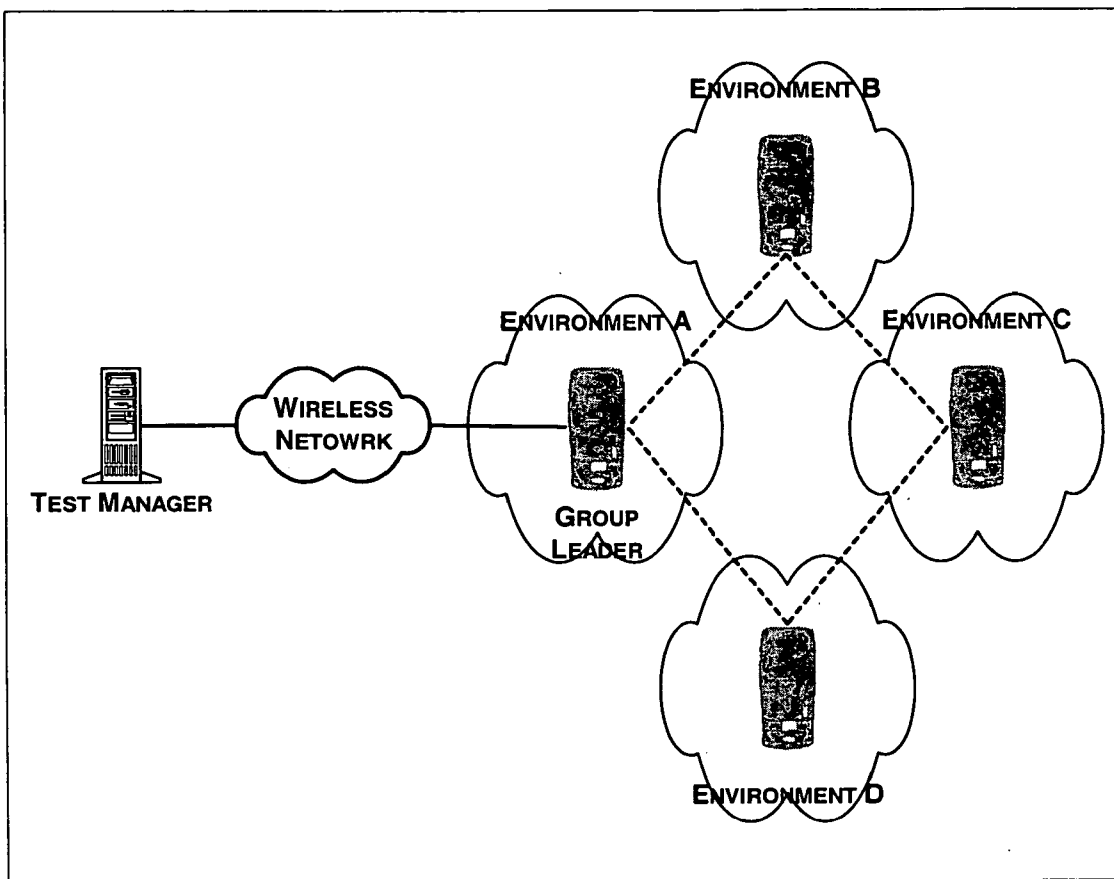 ENVIRONMENT B
ENVIRONMENT A
ENVIRONMENT C
WIRELESS
NETOWRK
TEST MANAGER
GROUP
LEADER
ENVIRONMENT D